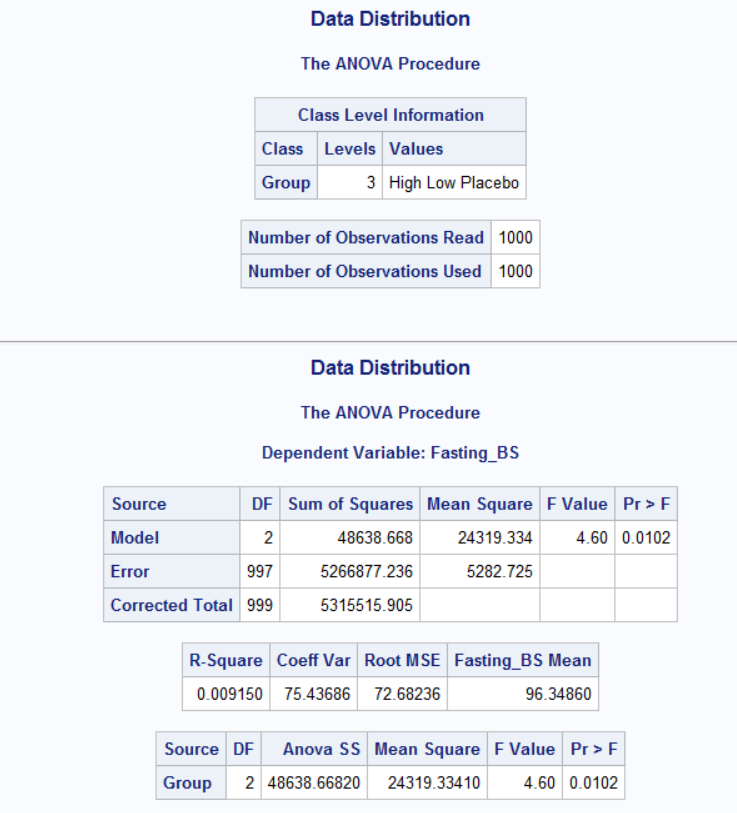 Data Distribution
The ANOVA Procedure
Class Level Information
Class Levels Values
Group 3 High Low Placebo
Number of Observations Read 1000
Number of Observations Used 1000
Data Distribution
The ANOVA Procedure
Dependent Variable: Fasting_BS
Source DF Sum of Squares Mean Square F Value Pr > F
Model 2 48638.668 24319.334 4.60 0.0102
Error 997 5266877.236 5282.725
Corrected Total 999 5315515.905
R-Square Coeff Var Root MSE Fasting_BS Mean
0.009150 75.43686 72.68236 96.34860
Source DF Anova SS Mean Square F Value Pr > F
Group 2 48638.66820 24319.33410 4.60 0.0102